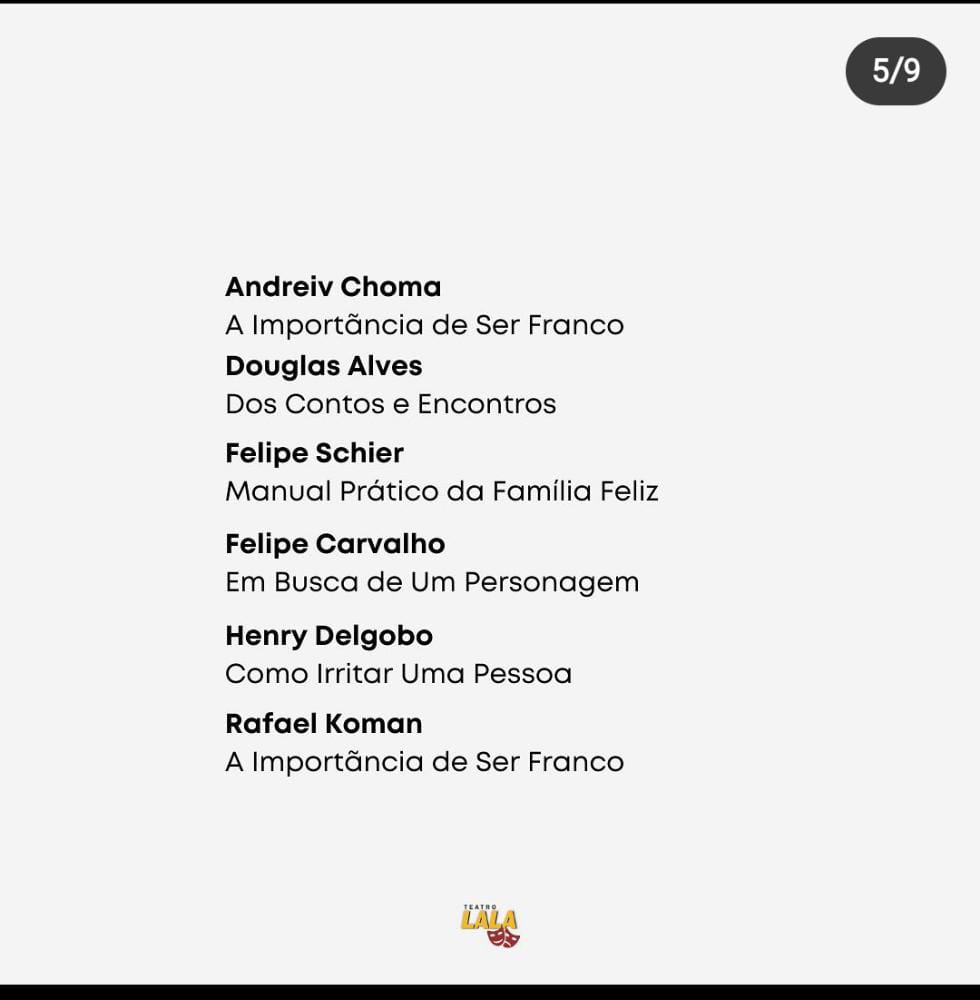 5/9
Andreiv Choma
A Importãncia de Ser Franco
Douglas Alves
Dos Contos e Encontros
Felipe Schier
Manual Prático da Família Feliz
Felipe Carvalho
Em Busca de Um Personagem
Henry Delgobo
Como Irritar Uma Pessoa
Rafael Koman
A Importãncia de Ser Franco
TEATRO
LALA